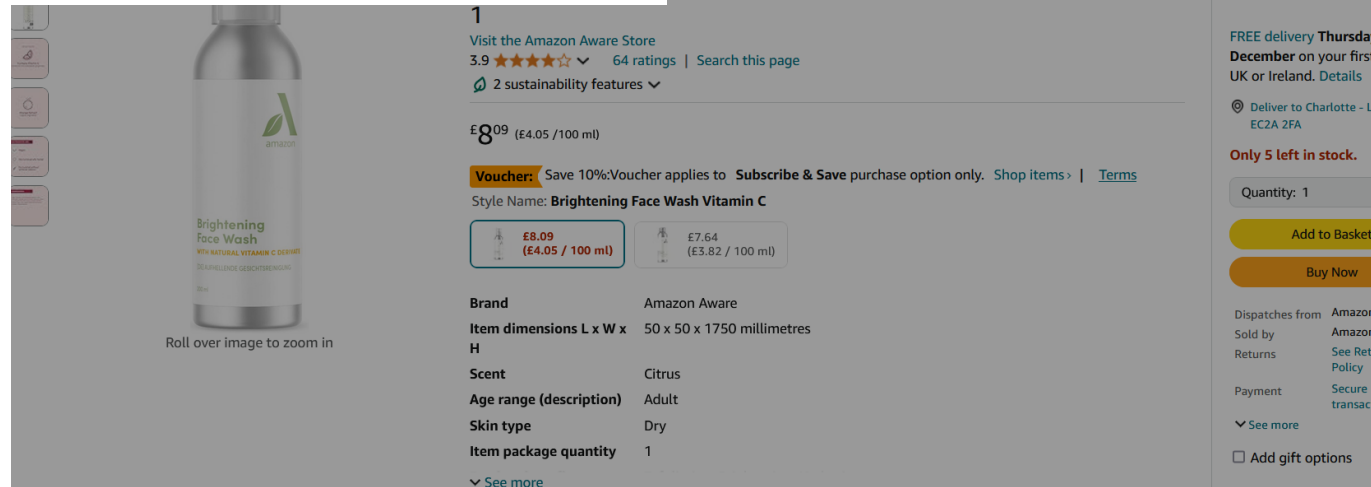 1
Visit the Amazon Aware Store
3.9
64 ratings | Search this page
2 sustainability features
£8.09 (£4.05 /100 ml)
Voucher: Save 10%:Voucher applies to Subscribe & Save purchase option only. Shop items › | Terms
Style Name: Brightening Face Wash Vitamin C
£8.09
(£4.05 / 100 ml)
£7.64
(£3.82 / 100 ml)
Brand Amazon Aware
Item dimensions L x W x H 50 x 50 x 1750 millimetres
Scent Citrus
Age range (description) Adult
Skin type Dry
Item package quantity 1
See more
amazon
Brightening
Face Wash
WITH NATURAL VITAMIN C
Roll over image to zoom in
FREE delivery Thursda
December on your firs
UK or Ireland. Details
Deliver to Charlotte - L
EC2A 2FA
Only 5 left in stock.
Quantity: 1
Add to Basket
Buy Now
Dispatches from Amazo
Sold by Amazo
Returns See Ret
Policy
Payment Secure
transac
See more
Add gift options